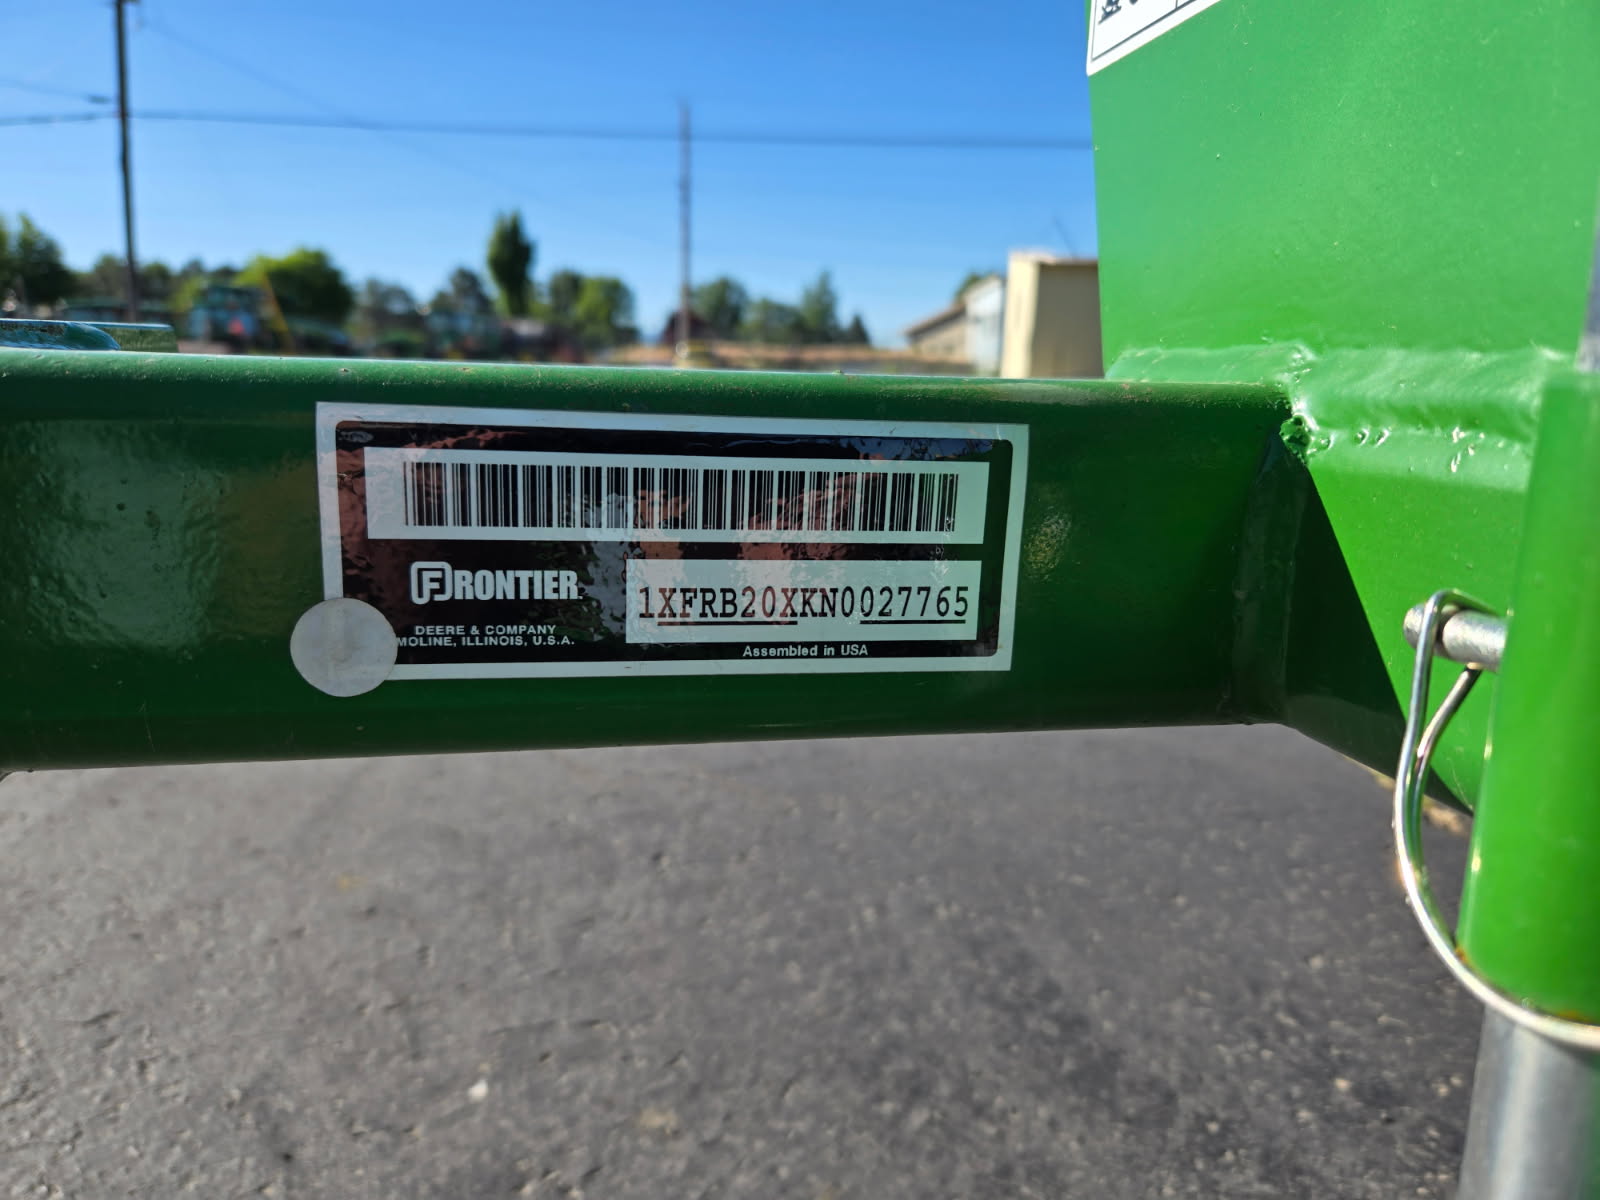 FRONTIER
1XFRB20XKN0027765
DEERE & COMPANY
MOLINE, ILLINOIS, U.S.A.
Assembled in USA